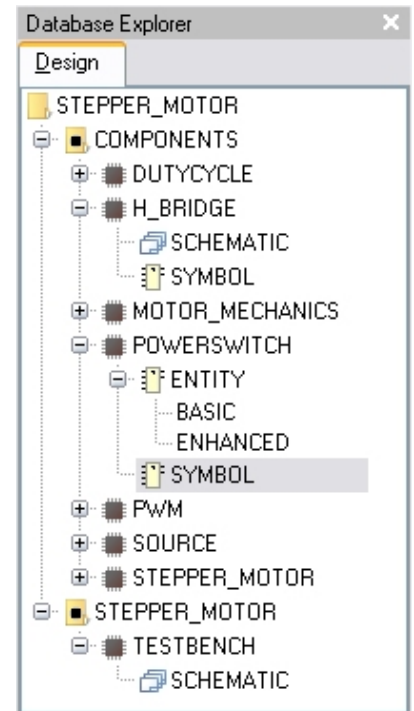 Database Explorer
Design
STEPPER_MOTOR
COMPONENTS
DUTYCYCLE
H_BRIDGE
SCHEMATIC
SYMBOL
MOTOR_MECHANICS
POWERSWITCH
ENTITY
BASIC
ENHANCED
SYMBOL
PWM
SOURCE
STEPPER_MOTOR
STEPPER_MOTOR
TESTBENCH
SCHEMATIC